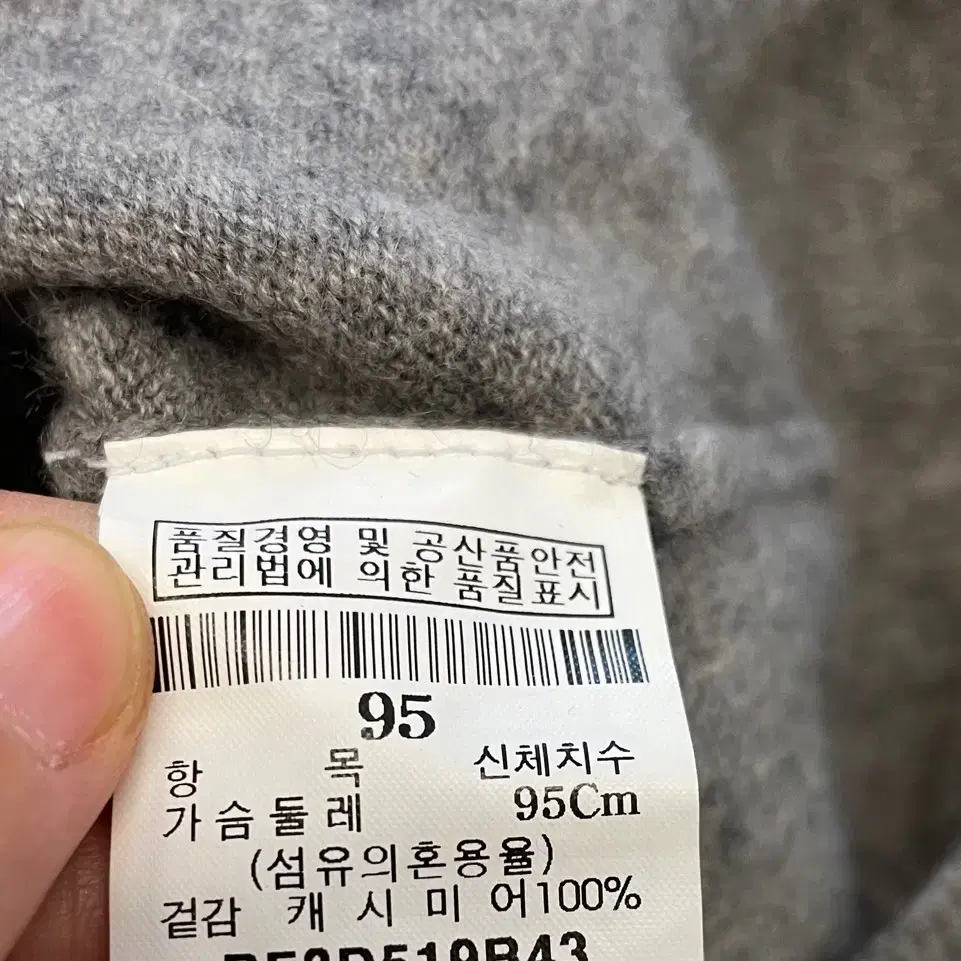 품질경영 및 공산품안전
관리법에 의한 품질표시
95
항 목 신체치수
가슴둘레 95Cm
(섬유의혼용율)
겉감 캐시미어100%